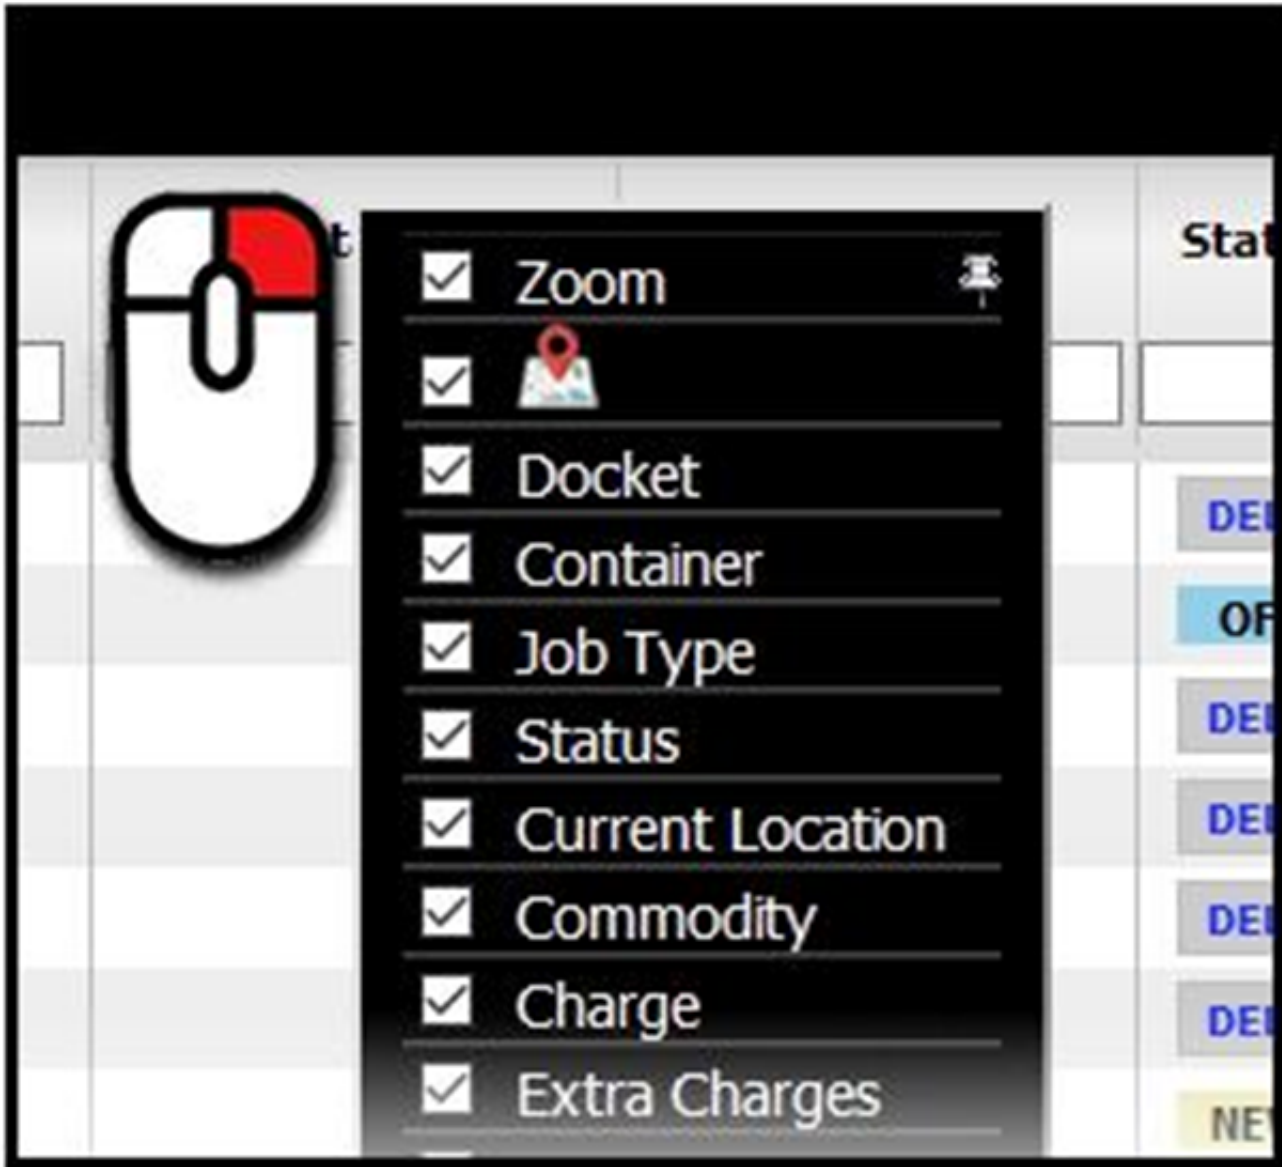 t
Stat
Zoom
Docket
Container
Job Type
Status
Current Location
Commodity
Charge
Extra Charges
DEL
OF
DEL
DEL
DEL
DEL
NEW